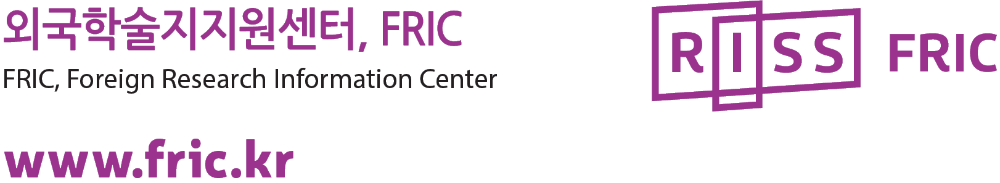 외국학술지지원센터, FRIC
FRIC, Foreign Research Information Center
www.fric.kr
RISS FRIC